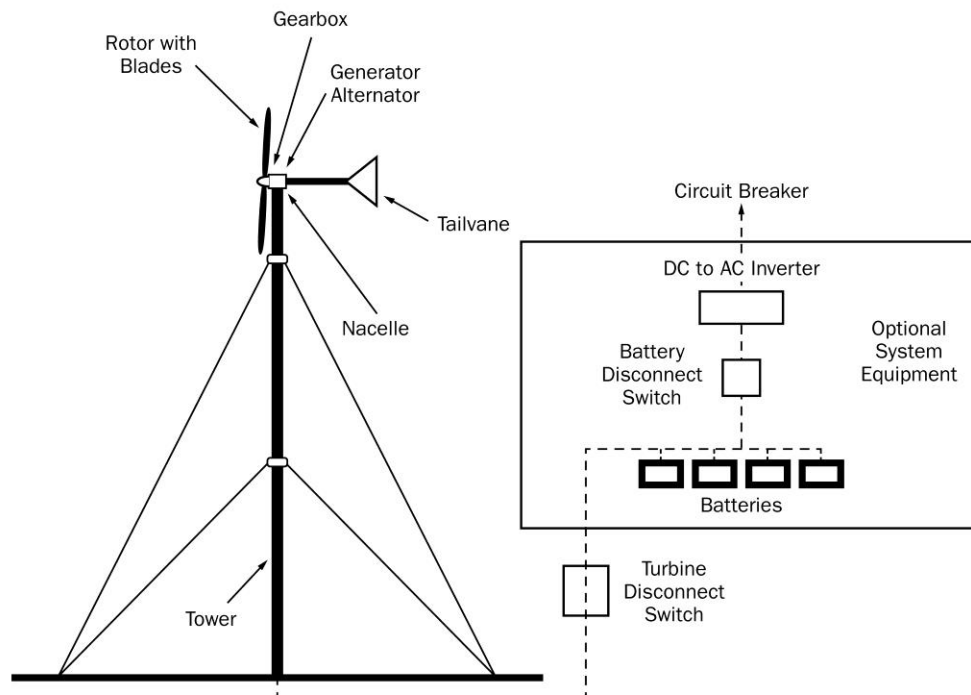 Gearbox
Rotor with
Blades
Generator
Alternator
Tailvane
Nacelle
Tower
Circuit Breaker
DC to AC Inverter
Optional
System
Equipment
Battery
Disconnect
Switch
Batteries
Turbine
Disconnect
Switch